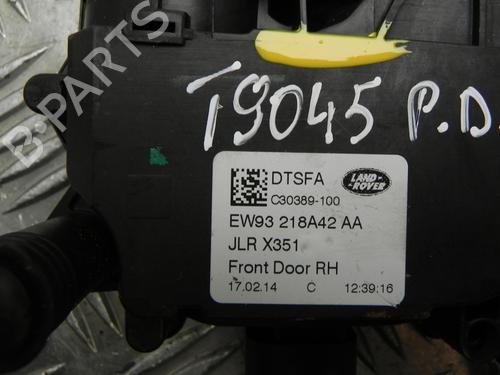 B-PARTS
T9045 P.D.
DTSFA
LAND-ROVER
C30389-100
EW93 218A42 AA
JLR X351
Front Door RH
17.02.14 C 12:39:16